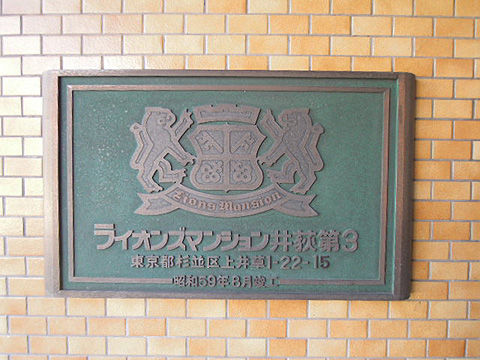 Lions Mansion
ライオンズマンション井荻第3
東京都杉並区上井草1-22-15
昭和59年8月竣工